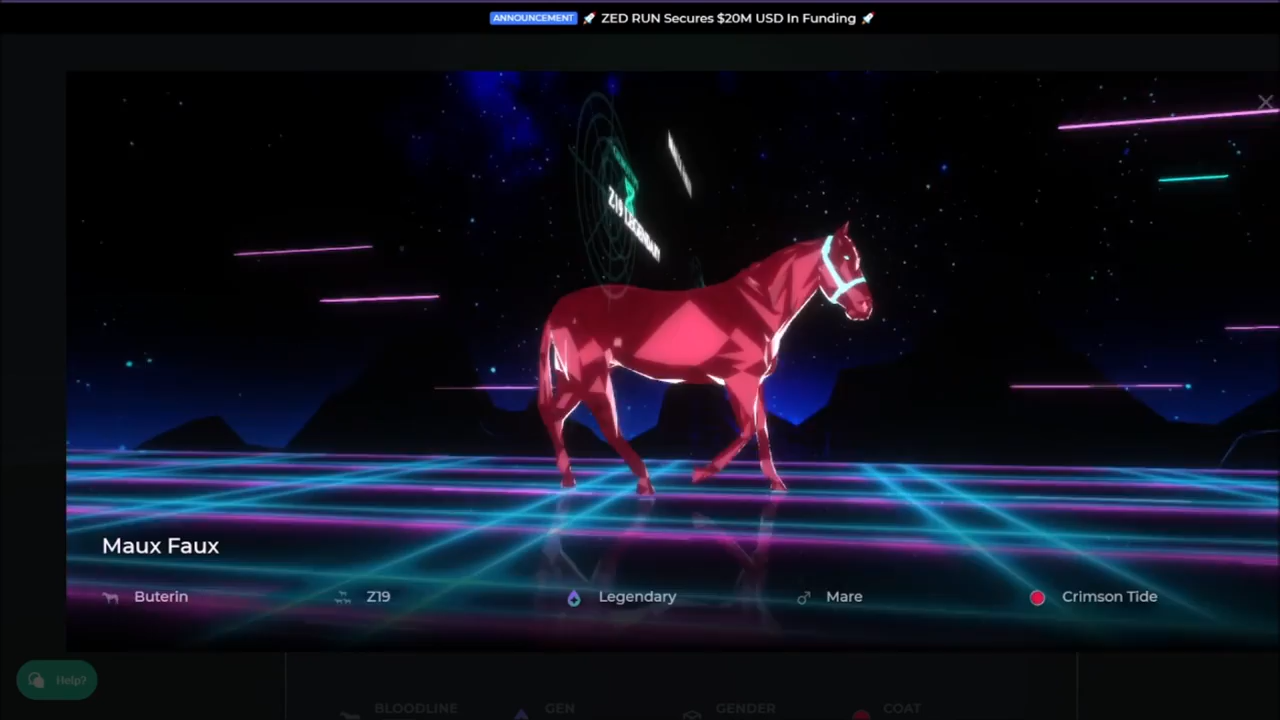 ANNOUNCEMENT 🚀 ZED RUN Secures $20M USD In Funding 🚀
Z19 LEGENDARY
Maux Faux
Buterin Z19 Legendary Mare Crimson Tide
Help?
BLOODLINE GEN GENDER COAT